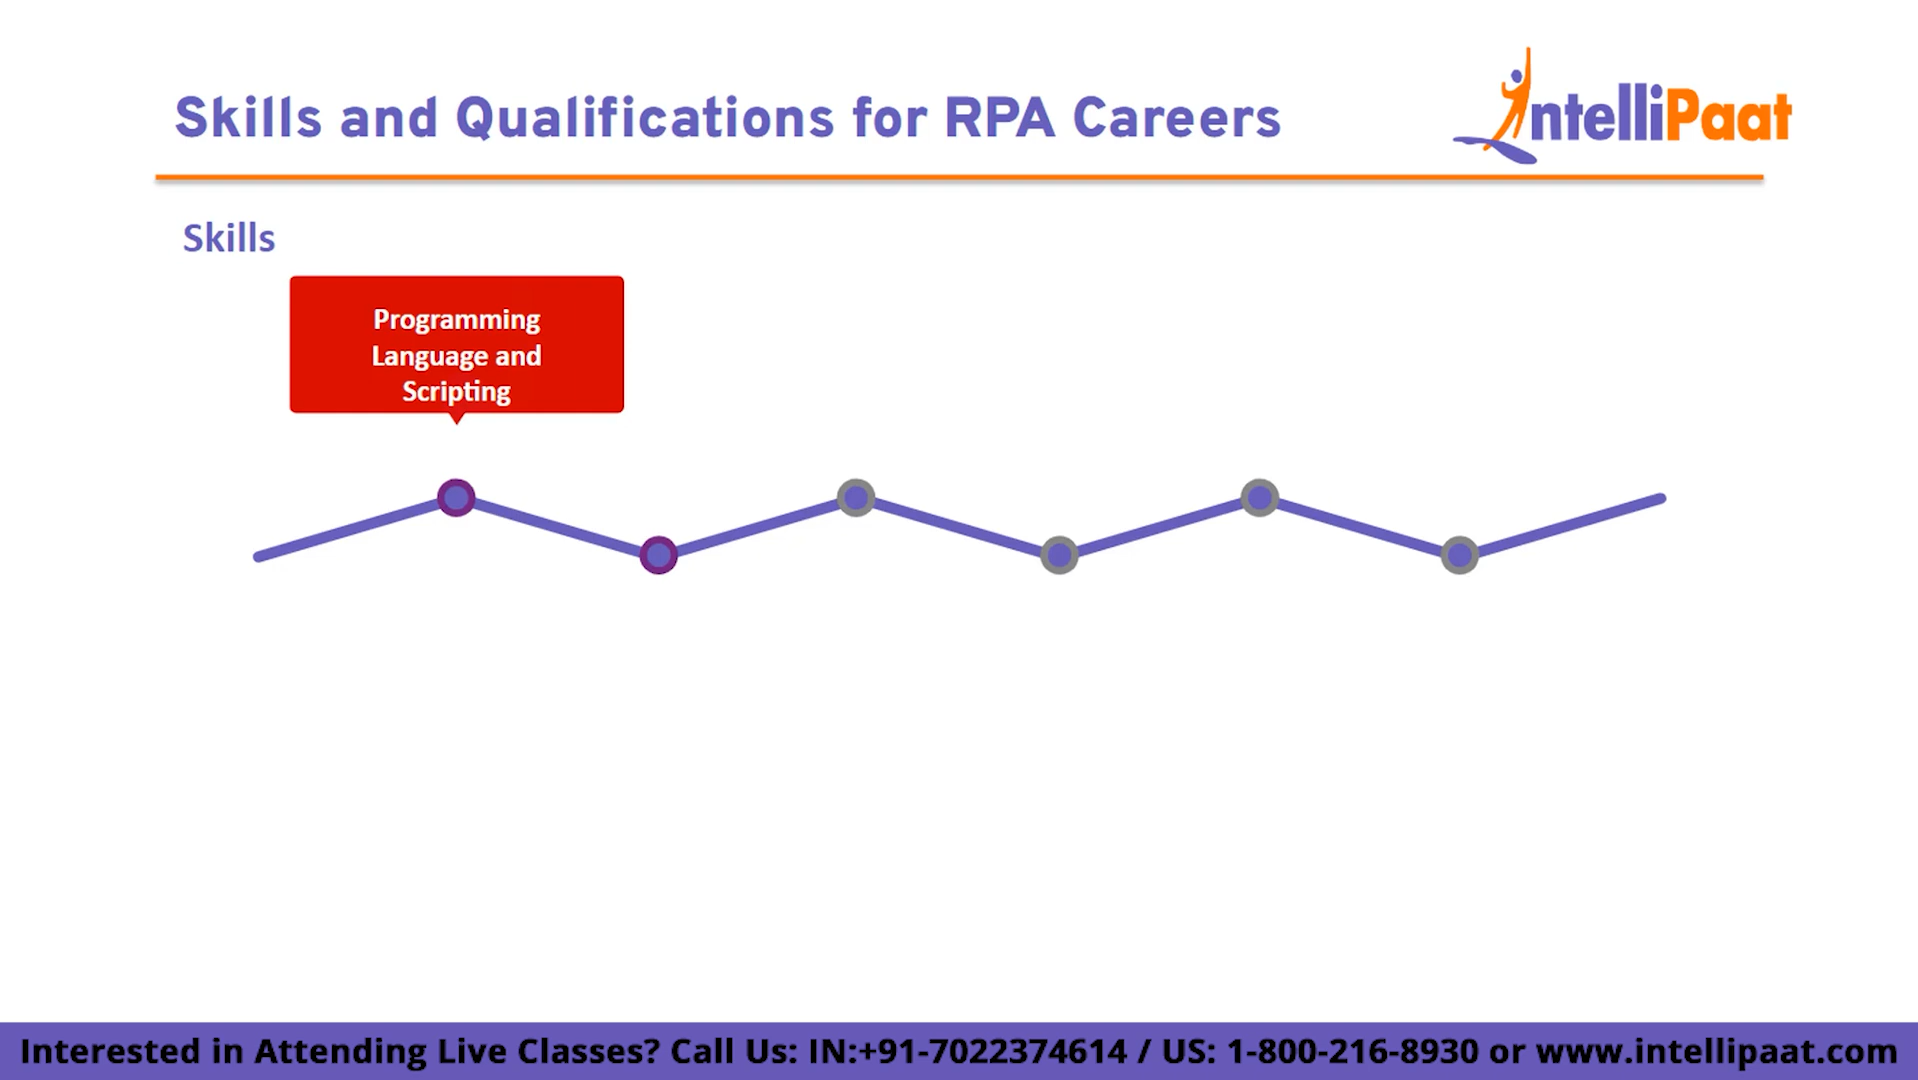 Skills and Qualifications for RPA Careers
IntelliPaat
Skills
Programming
Language and
Scripting
Interested in Attending Live Classes? Call Us: IN:+91-7022374614 / US: 1-800-216-8930 or www.intellipaat.com